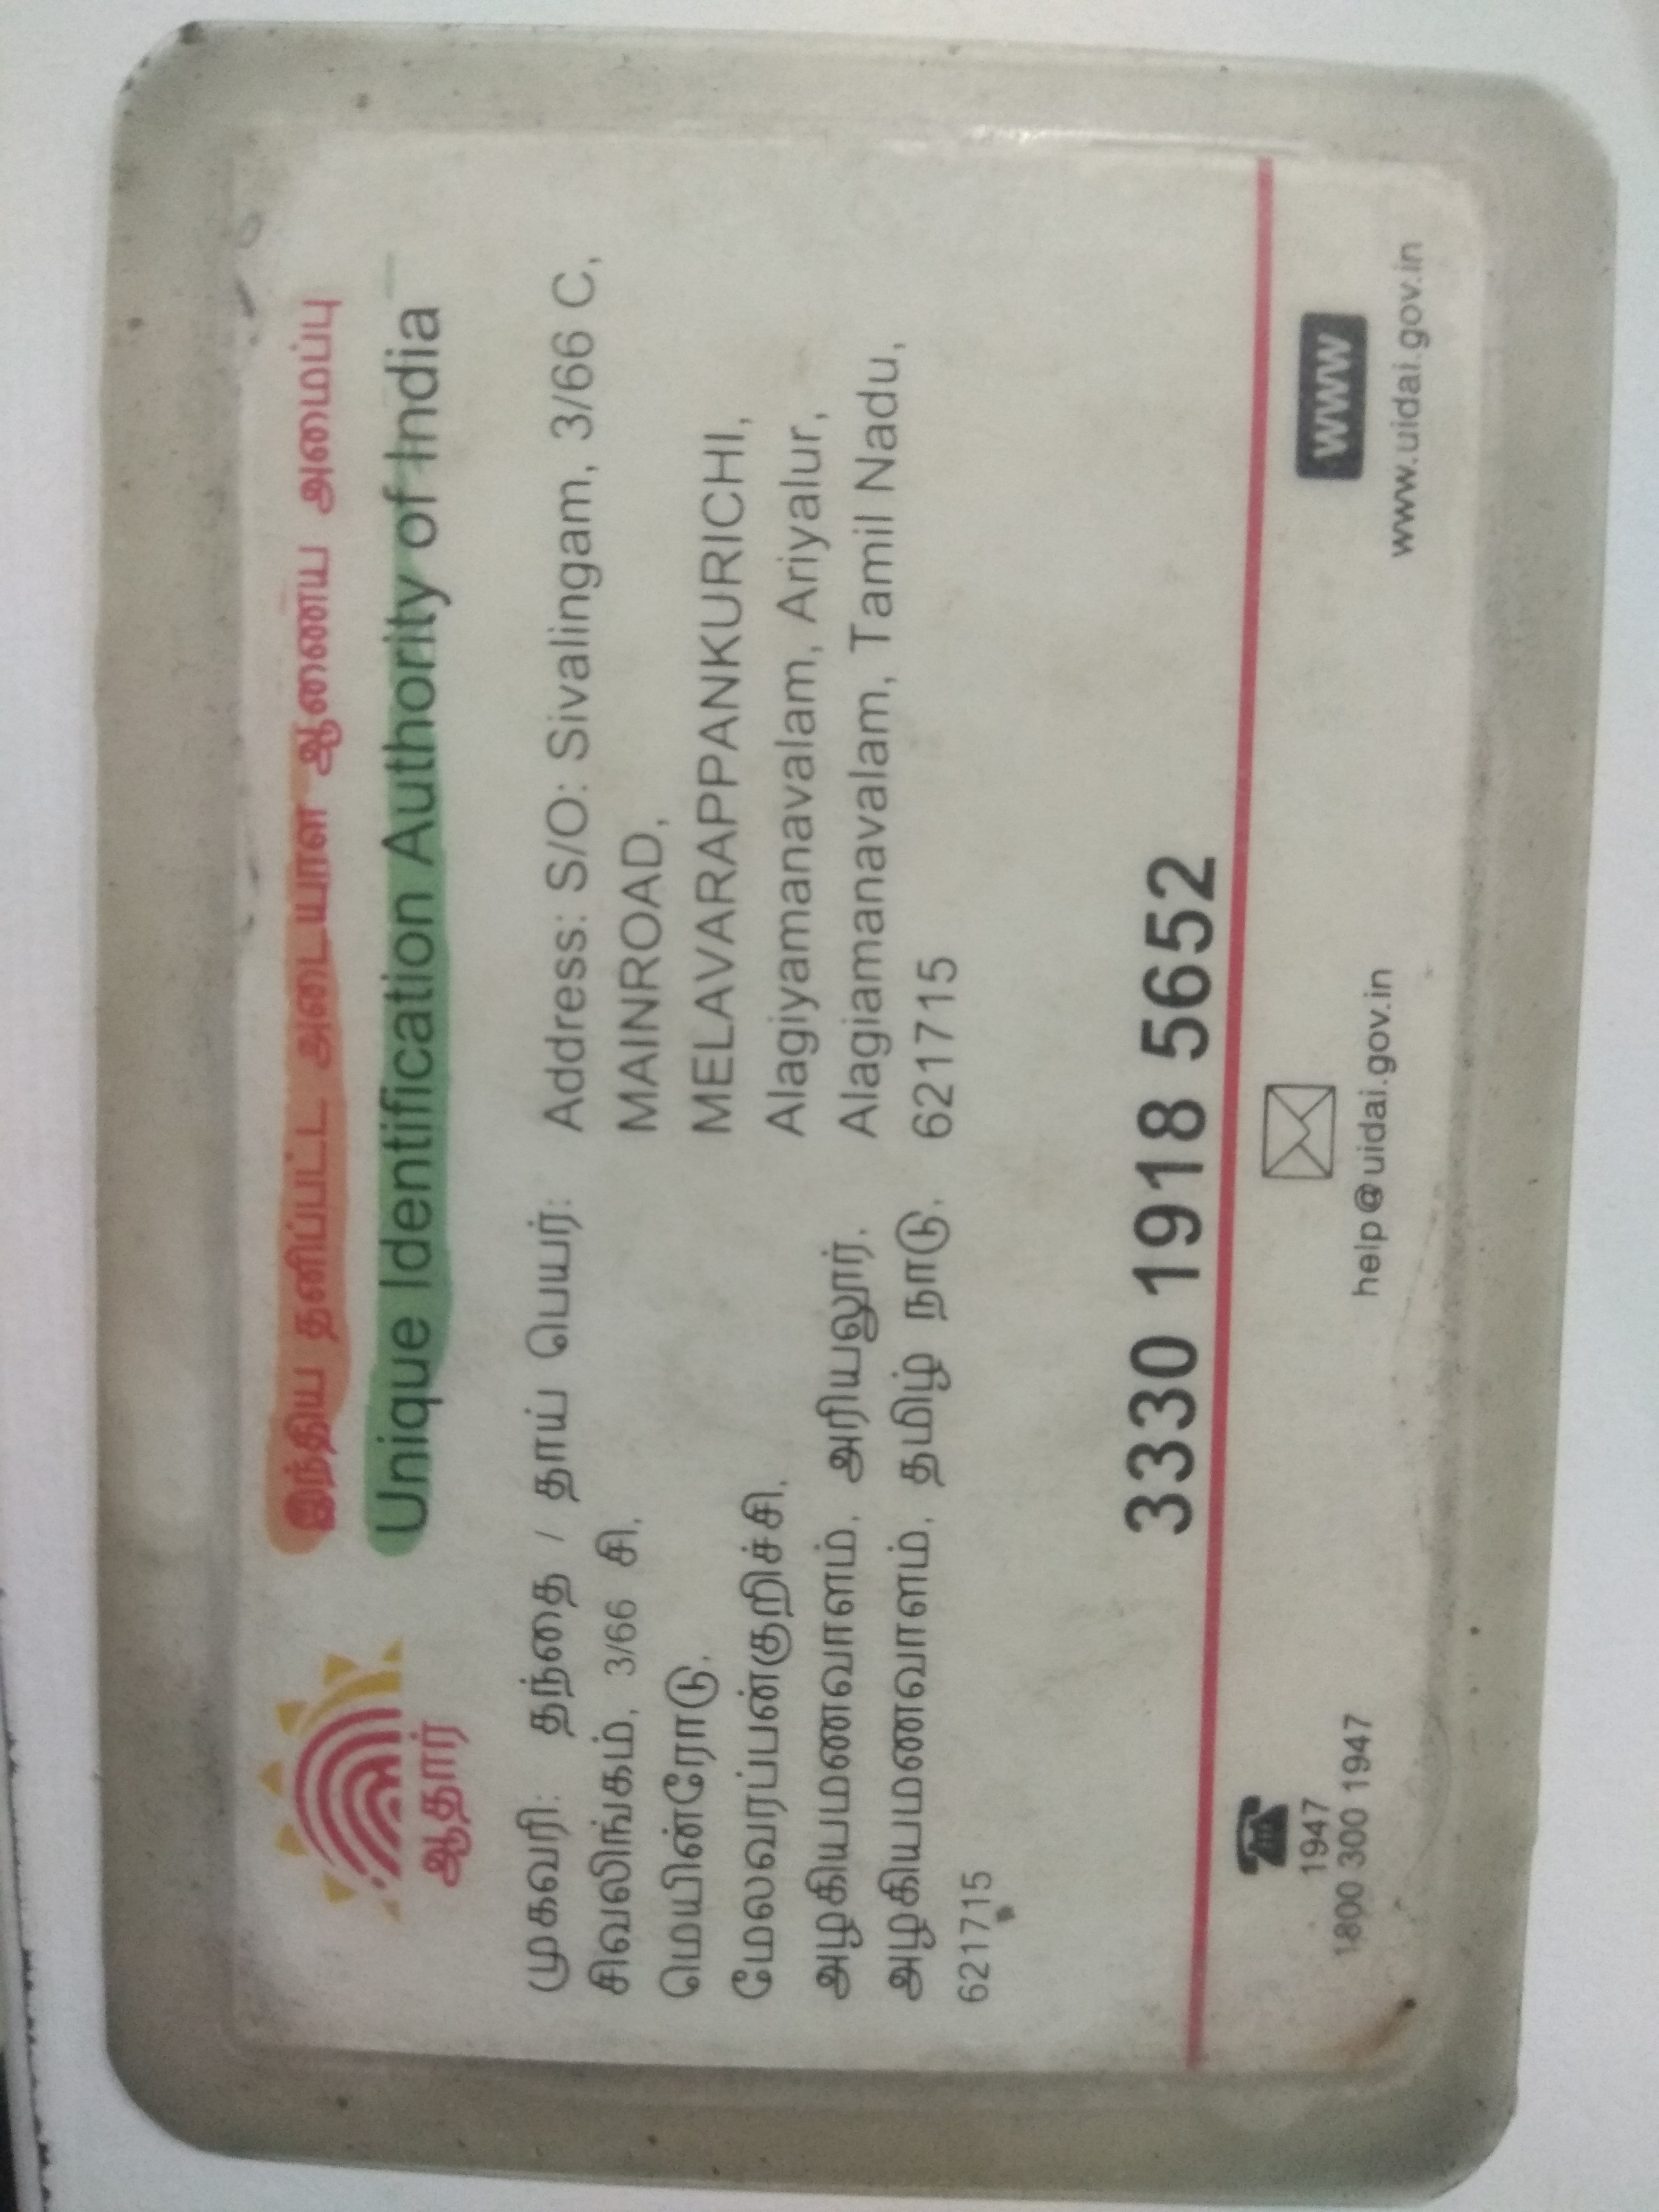 ஆதார்
இந்திய தனிப்பட்ட அடையாள ஆணைய அமைப்பு
Unique Identification Authority of India
முகவரி: தந்தை / தாய் பெயர்:
சிவலிங்கம், 3/66 சி,
மெயின்ரோடு,
மேலவரப்பன்குறிச்சி,
அழகியமணவாளம், அரியலூர்,
அழகியமணவாளம், தமிழ் நாடு,
621715
Address: S/O: Sivalingam, 3/66 C,
MAINROAD,
MELAVARAPPANKURICHI,
Alagiyamanavalam, Ariyalur,
Alagiamanavalam, Tamil Nadu,
621715
3330 1918 5652
1947
1800 300 1947
help@uidai.gov.in
www
www.uidai.gov.in